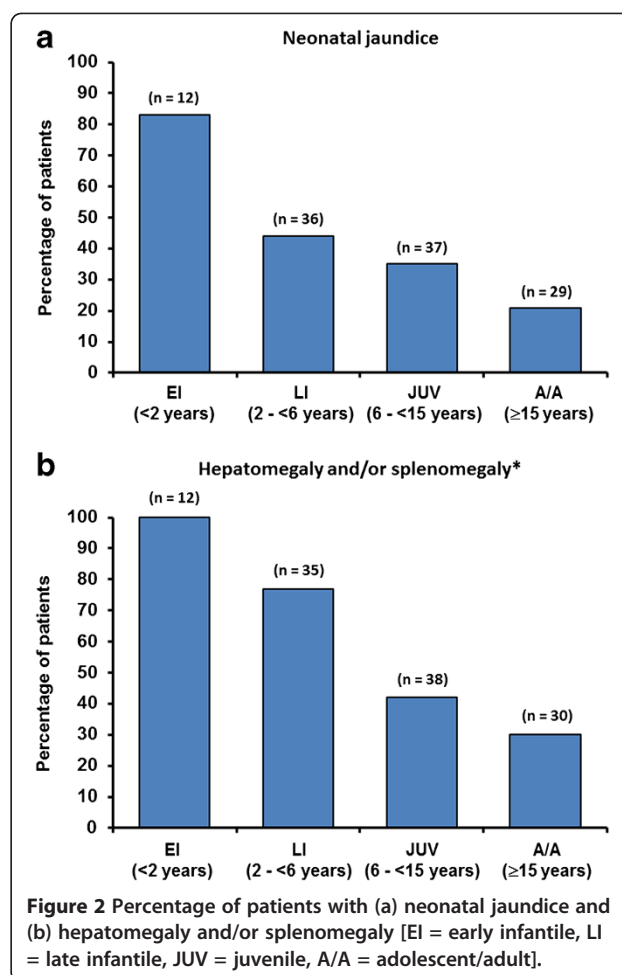 a
Neonatal jaundice
Percentage of patients
100
90
80
70
60
50
40
30
20
10
0
(n = 12)
(n = 36)
(n = 37)
(n = 29)
EI LI JUV A/A
(<2 years) (2 - <6 years) (6 - <15 years) (≥15 years)
b
Hepatomegaly and/or splenomegaly*
Percentage of patients
100
90
80
70
60
50
40
30
20
10
0
(n = 12)
(n = 35)
(n = 38)
(n = 30)
EI LI JUV A/A
(<2 years) (2 - <6 years) (6 - <15 years) (≥15 years)
Figure 2 Percentage of patients with (a) neonatal jaundice and
(b) hepatomegaly and/or splenomegaly [EI = early infantile, LI
= late infantile, JUV = juvenile, A/A = adolescent/adult].